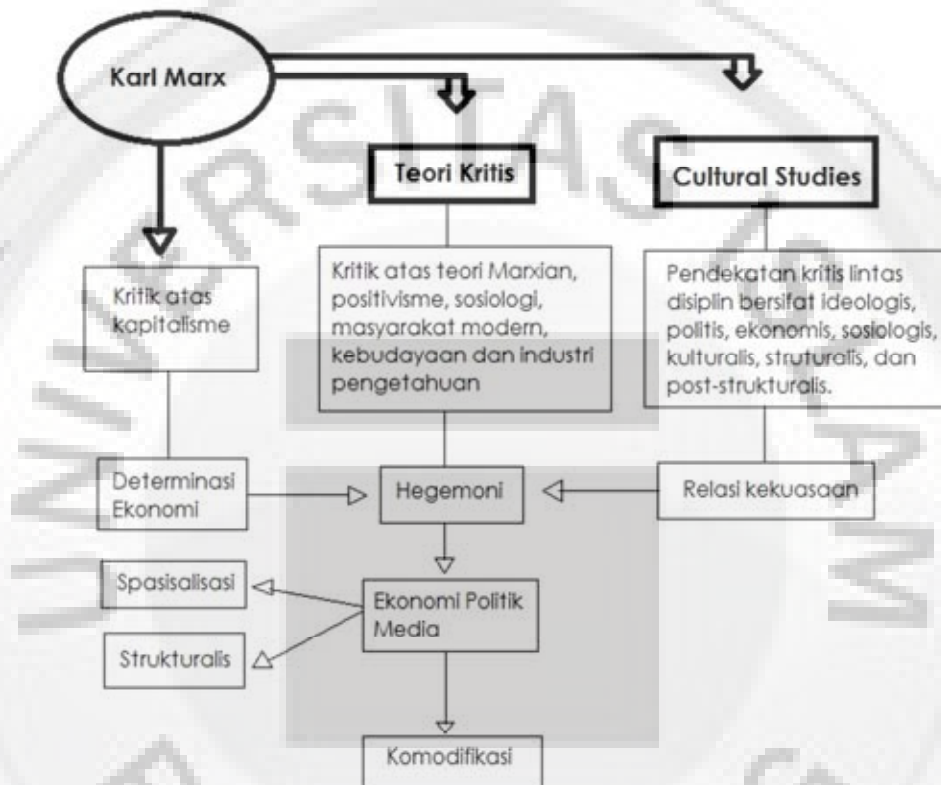 Karl Marx
Teori Kritis
Cultural Studies
Kritik atas
kapitalisme
Kritik atas teori Marxian,
positivisme, sosiologi,
masyarakat modern,
kebudayaan dan industri
pengetahuan
Pendekatan kritis lintas
disiplin bersifat ideologis,
politis, ekonomis, sosiologis,
kulturalis, struturalis, dan
post-strukturalis.
Determinasi
Ekonomi
Hegemoni
Relasi kekuasaan
Spasisalisasi
Ekonomi Politik
Media
Strukturalis
Komodifikasi
UNIVERSITAS ISLAM